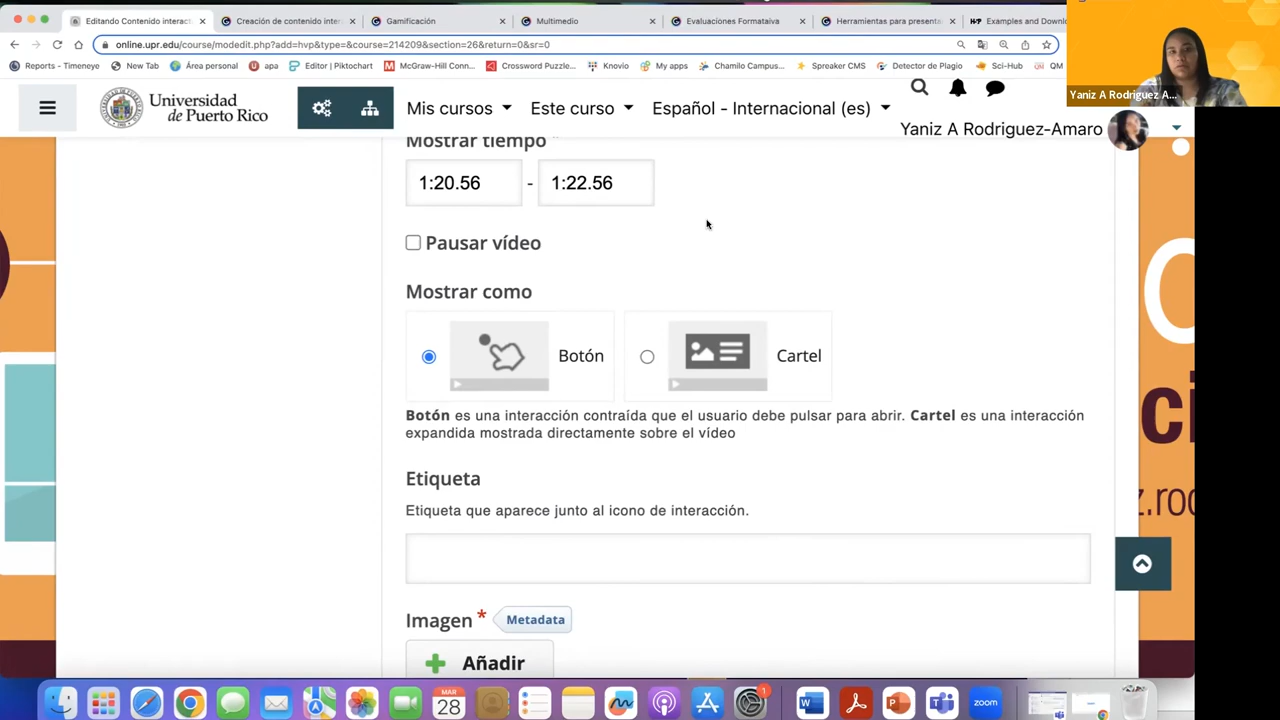 Editando Contenido interact
Creación de contenido inter
Gamificación
Multimedio
Evaluaciones Formataiva
Herramientas para present
Examples and Downl
online.upr.edu/course/modedit.php?add=hvp&type=&course=214209&section=26&return=0&sr=0
Reports - Timeneye
New Tab
Área personal
apa
Editor | Piktochart
McGraw-Hill Conn...
Crossword Puzzle...
Knovio
My apps
Chamilo Campus...
Spreaker CMS
Detector de Plagio
Sci-Hub
QM
Yaniz A Rodriguez A...
Universidad
de Puerto Rico
Mis cursos
Este curso
Español - Internacional (es)
Yaniz A Rodriguez-Amaro
Mostrar tiempo
1:20.56 - 1:22.56
Pausar vídeo
Mostrar como
Botón
Cartel
Botón es una interacción contraída que el usuario debe pulsar para abrir. Cartel es una interacción
expandida mostrada directamente sobre el vídeo
Etiqueta
Etiqueta que aparece junto al icono de interacción.
Imagen * Metadata
Añadir
MAR
28
1